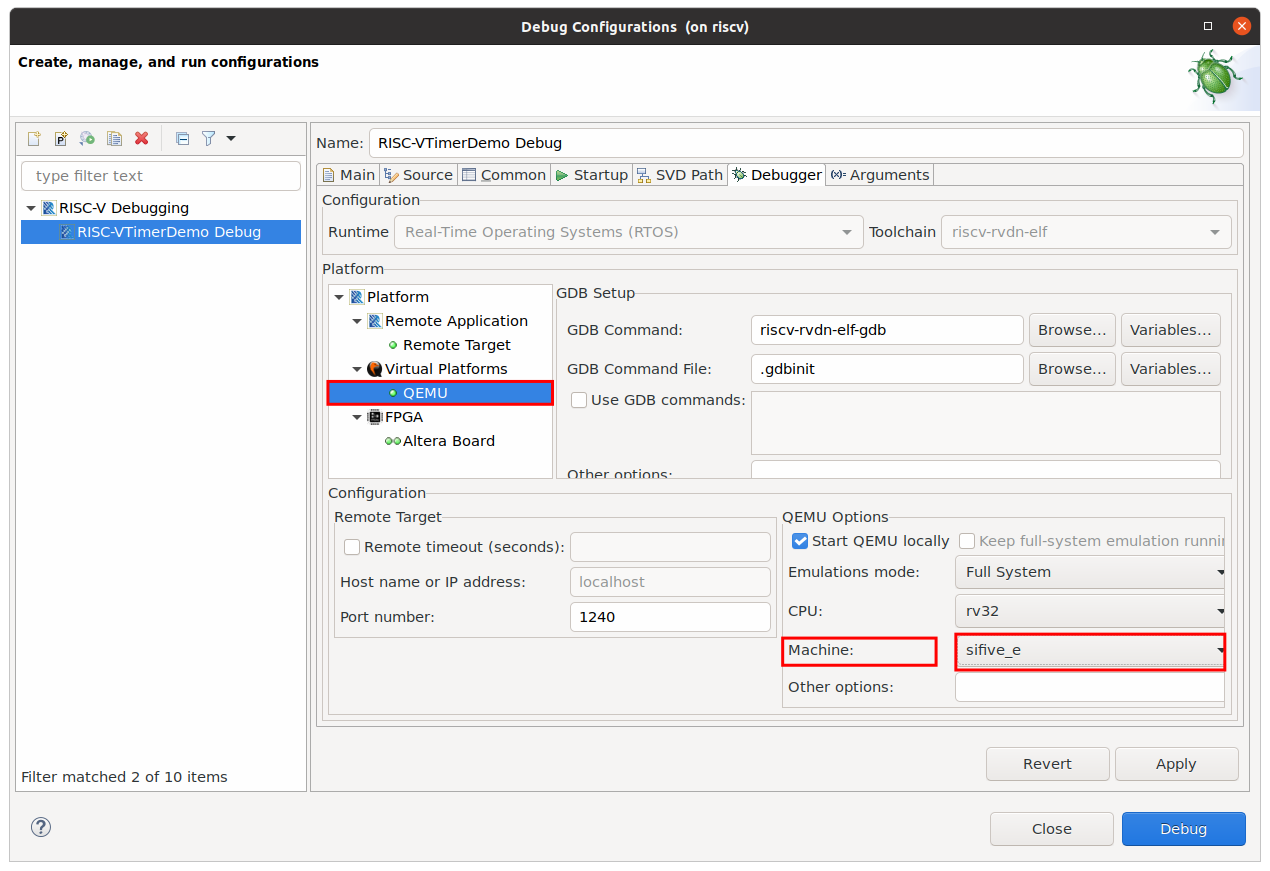 Debug Configurations (on riscv)
Create, manage, and run configurations
P
type filter text
RISC-V Debugging
RISC-VTimerDemo Debug
Filter matched 2 of 10 items
Name: RISC-VTimerDemo Debug
Main Source Common Startup SVD Path Debugger Arguments
Configuration
Runtime Real-Time Operating Systems (RTOS) Toolchain riscv-rvdn-elf
Platform
Platform
Remote Application
Remote Target
Virtual Platforms
QEMU
FPGA
Altera Board
GDB Setup
GDB Command: riscv-rvdn-elf-gdb Browse... Variables...
GDB Command File: .gdbinit Browse... Variables...
Use GDB commands:
Other options:
Configuration
Remote Target
Remote timeout (seconds):
Host name or IP address: localhost
Port number: 1240
QEMU Options
Start QEMU locally Keep full-system emulation runnin
Emulations mode: Full System
CPU: rv32
Machine: sifive_e
Other options:
Revert Apply
? Close Debug